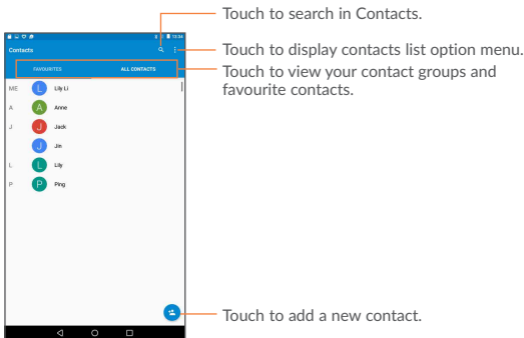 Touch to search in Contacts.
10:34
Contacts
Touch to display contacts list option menu.
FAVOURITES ALL CONTACTS
Touch to view your contact groups and
favourite contacts.
ME L Lily Li
A A Anne
J J Jack
J Jin
L L Lily
P P Ping
Touch to add a new contact.